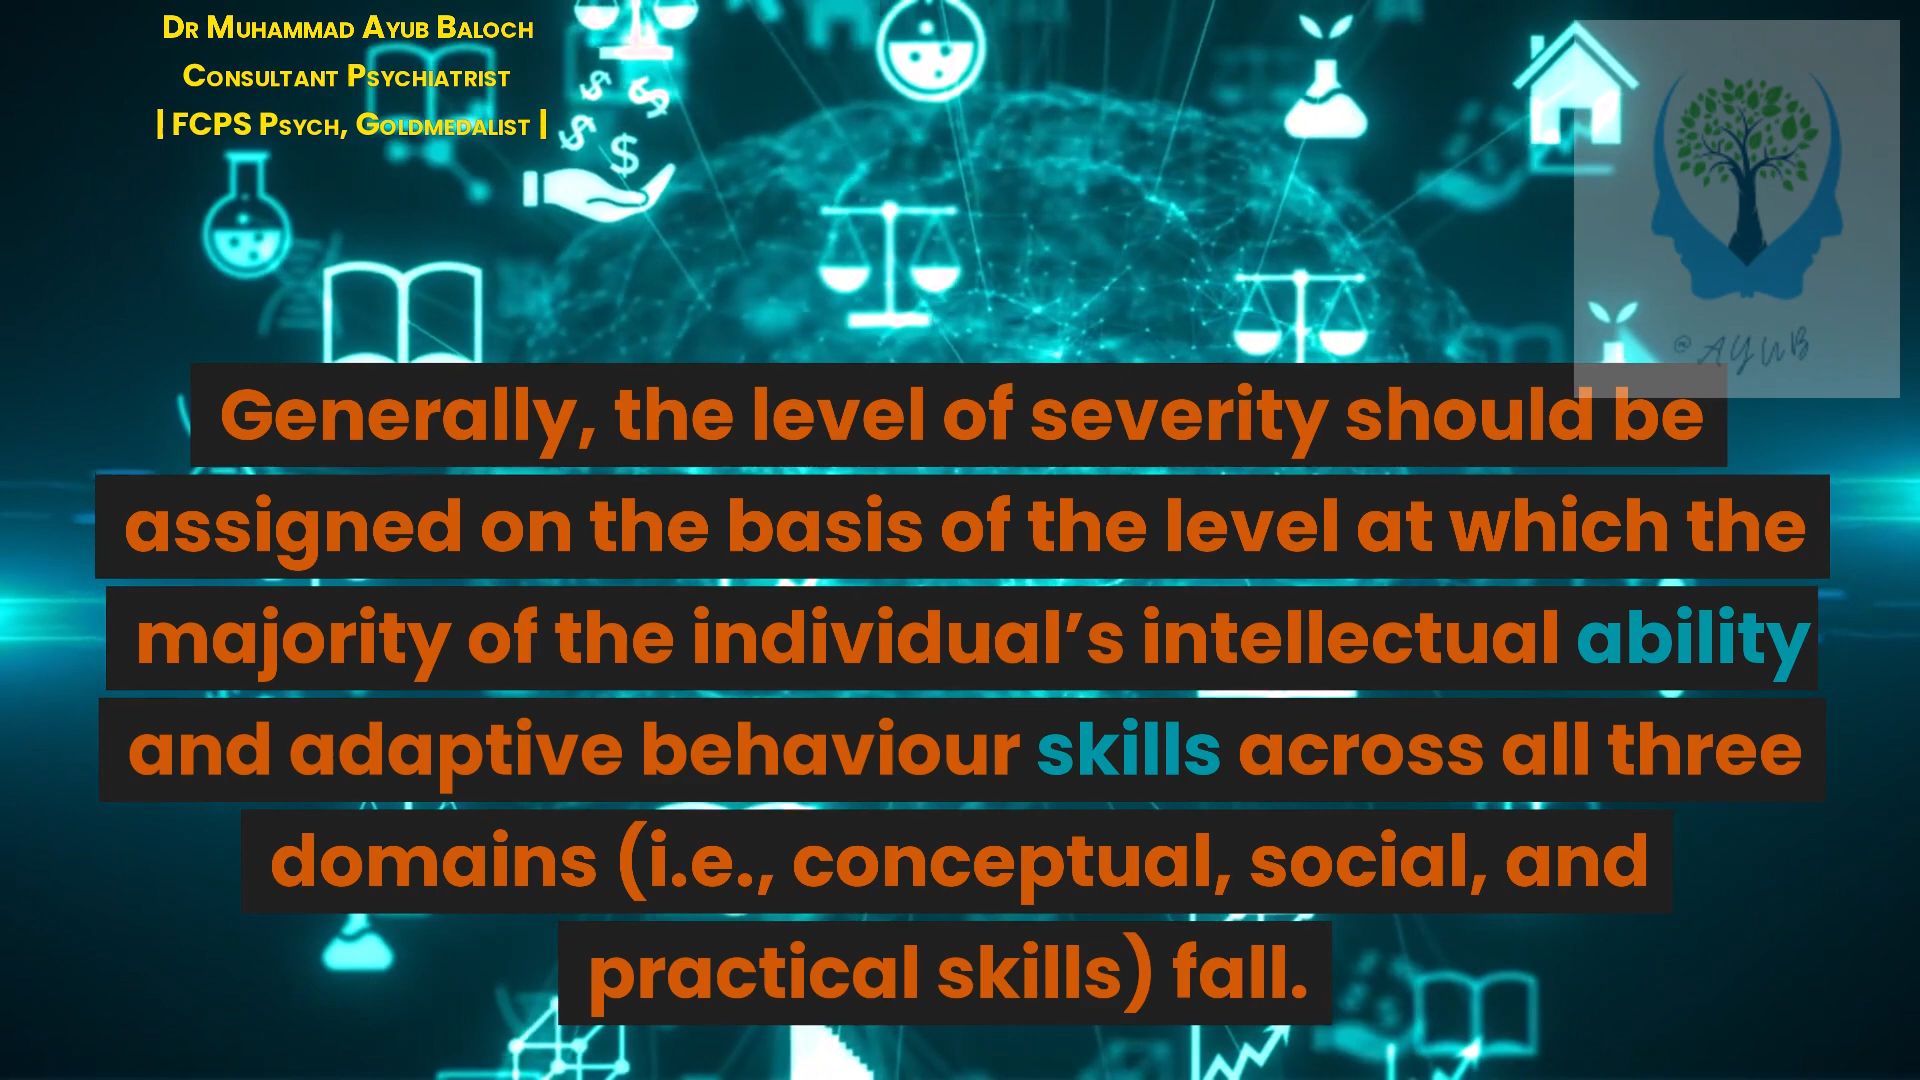 Dr Muhammad Ayub Baloch
Consultant Psychiatrist
| FCPS Psych, Goldmedalist |
@AYUB
Generally, the level of severity should be
assigned on the basis of the level at which the
majority of the individual’s intellectual ability
and adaptive behaviour skills across all three
domains (i.e., conceptual, social, and
practical skills) fall.